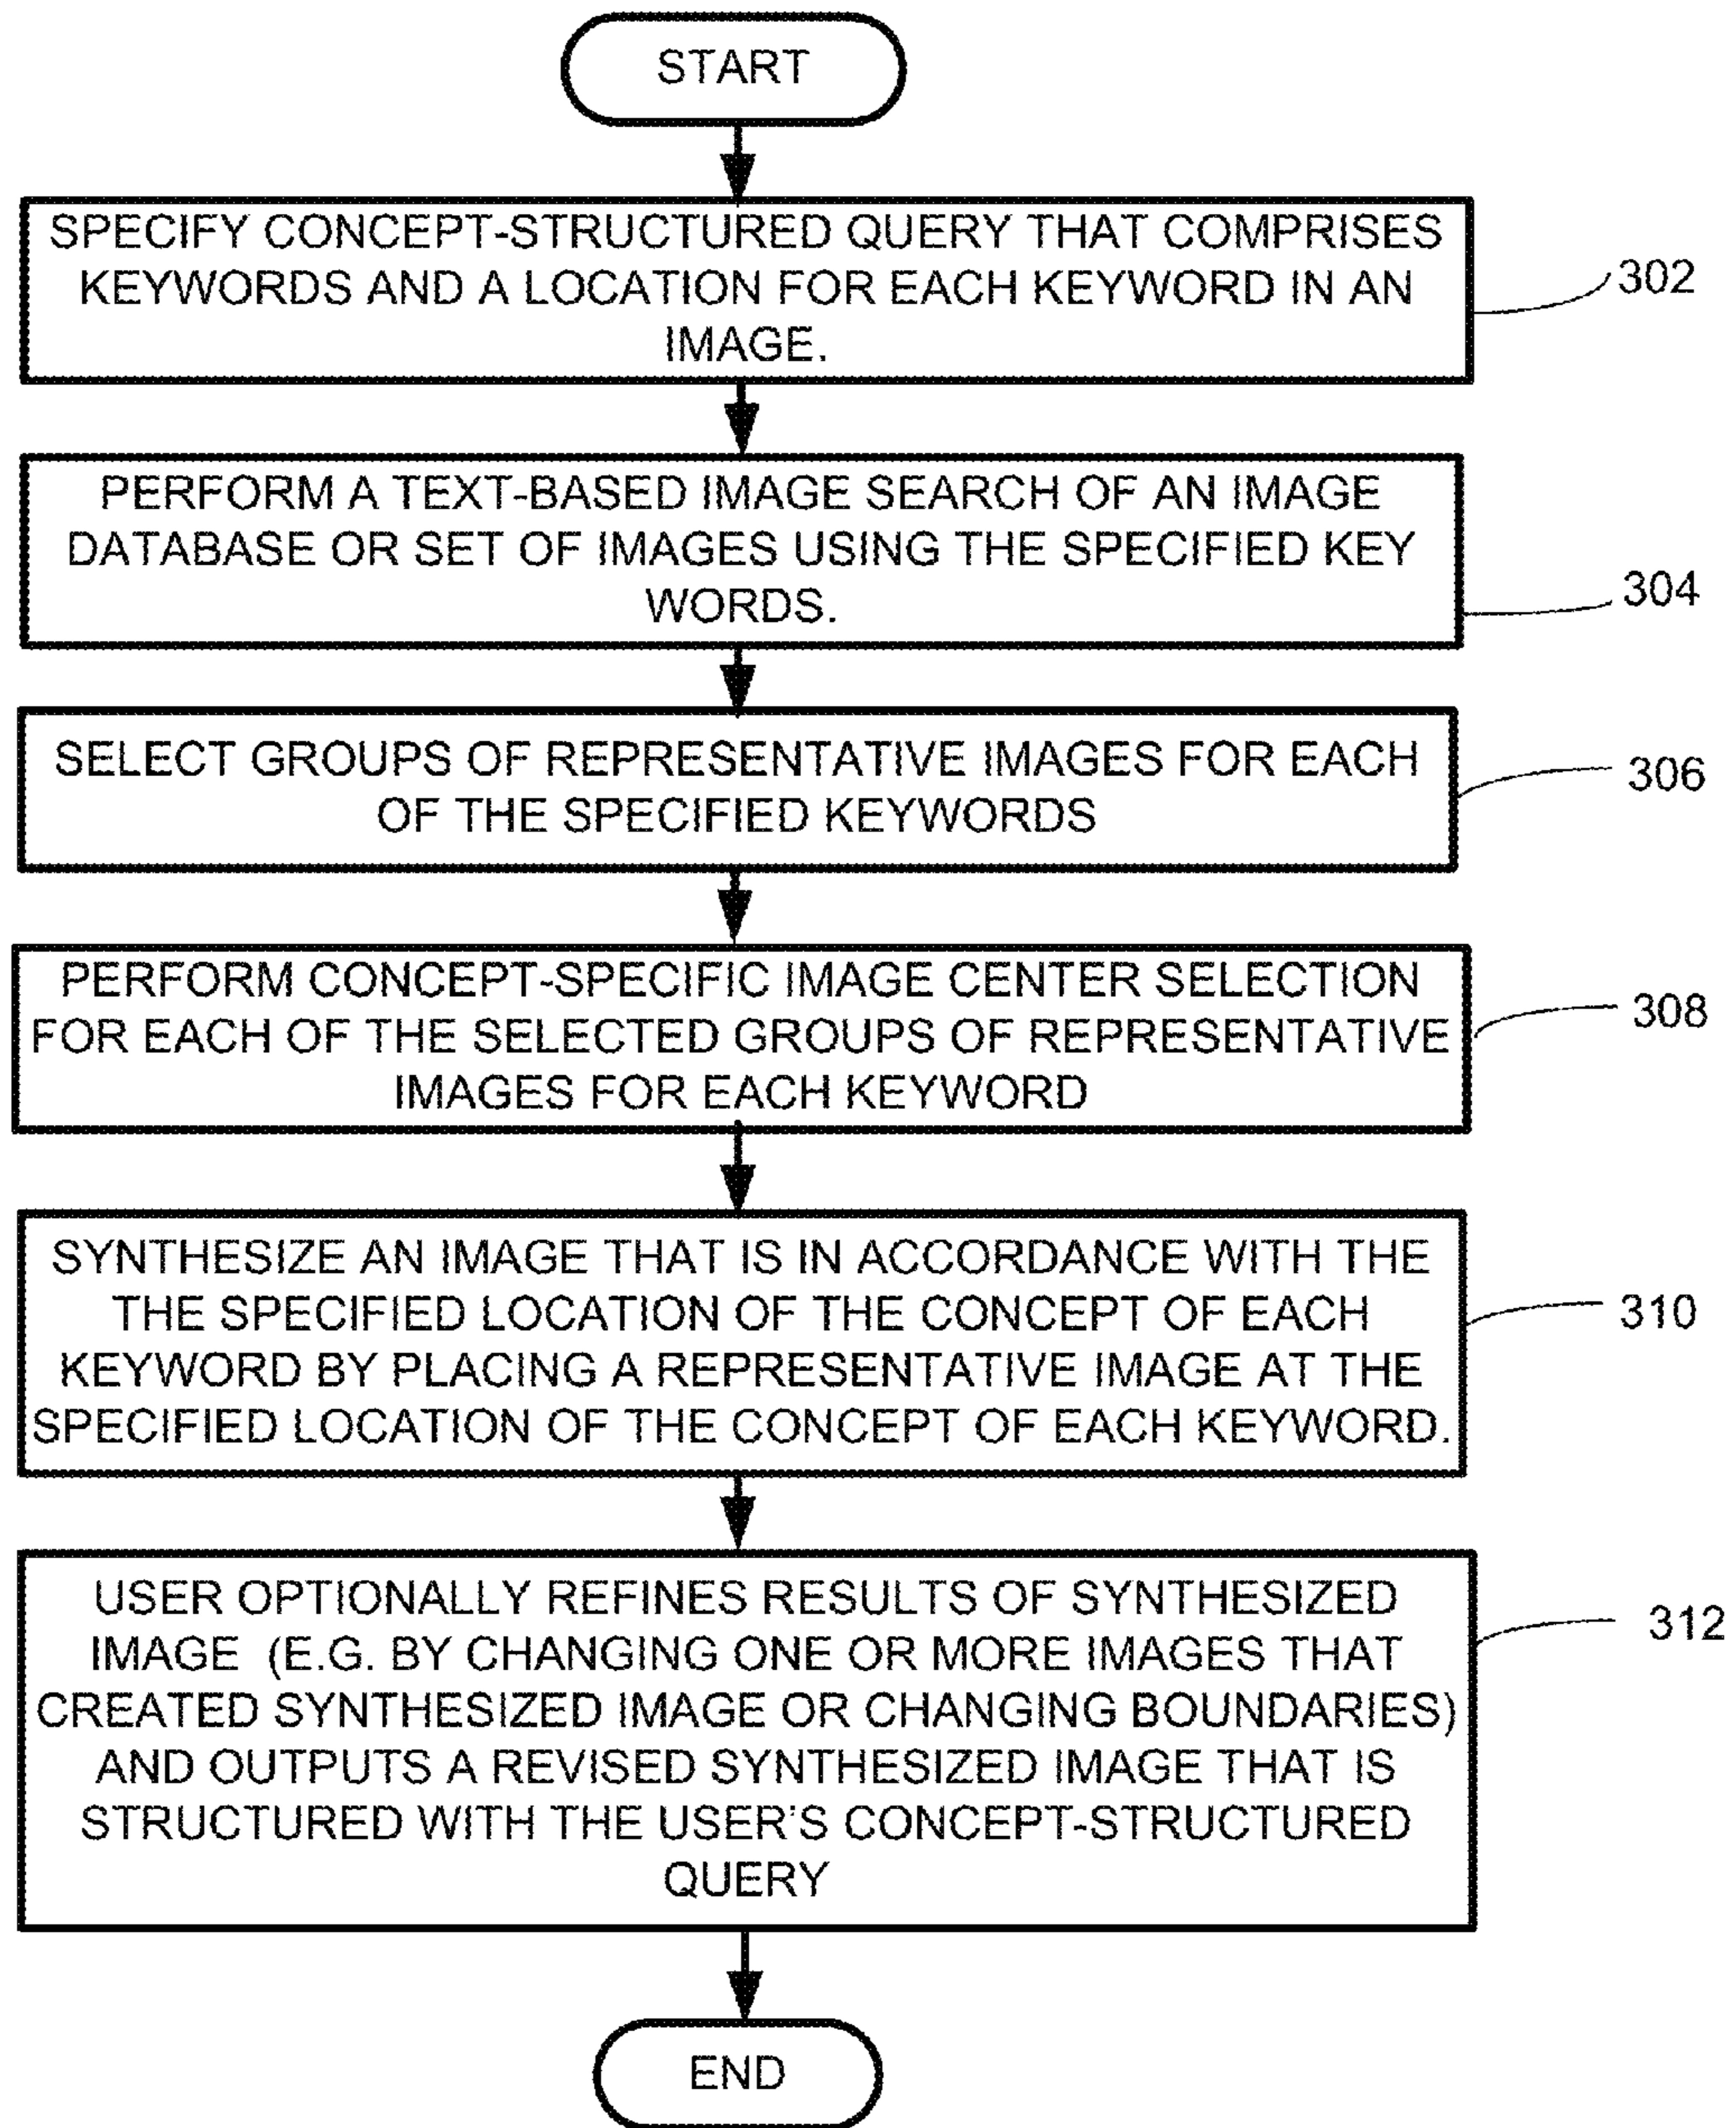 START
SPECIFY CONCEPT-STRUCTURED QUERY THAT COMPRISES
KEYWORDS AND A LOCATION FOR EACH KEYWORD IN AN
IMAGE.
302
PERFORM A TEXT-BASED IMAGE SEARCH OF AN IMAGE
DATABASE OR SET OF IMAGES USING THE SPECIFIED KEY
WORDS.
304
SELECT GROUPS OF REPRESENTATIVE IMAGES FOR EACH
OF THE SPECIFIED KEYWORDS
306
PERFORM CONCEPT-SPECIFIC IMAGE CENTER SELECTION
FOR EACH OF THE SELECTED GROUPS OF REPRESENTATIVE
IMAGES FOR EACH KEYWORD
308
SYNTHESIZE AN IMAGE THAT IS IN ACCORDANCE WITH THE
THE SPECIFIED LOCATION OF THE CONCEPT OF EACH
KEYWORD BY PLACING A REPRESENTATIVE IMAGE AT THE
SPECIFIED LOCATION OF THE CONCEPT OF EACH KEYWORD.
310
USER OPTIONALLY REFINES RESULTS OF SYNTHESIZED
IMAGE (E.G. BY CHANGING ONE OR MORE IMAGES THAT
CREATED SYNTHESIZED IMAGE OR CHANGING BOUNDARIES)
AND OUTPUTS A REVISED SYNTHESIZED IMAGE THAT IS
STRUCTURED WITH THE USER'S CONCEPT-STRUCTURED
QUERY
312
END